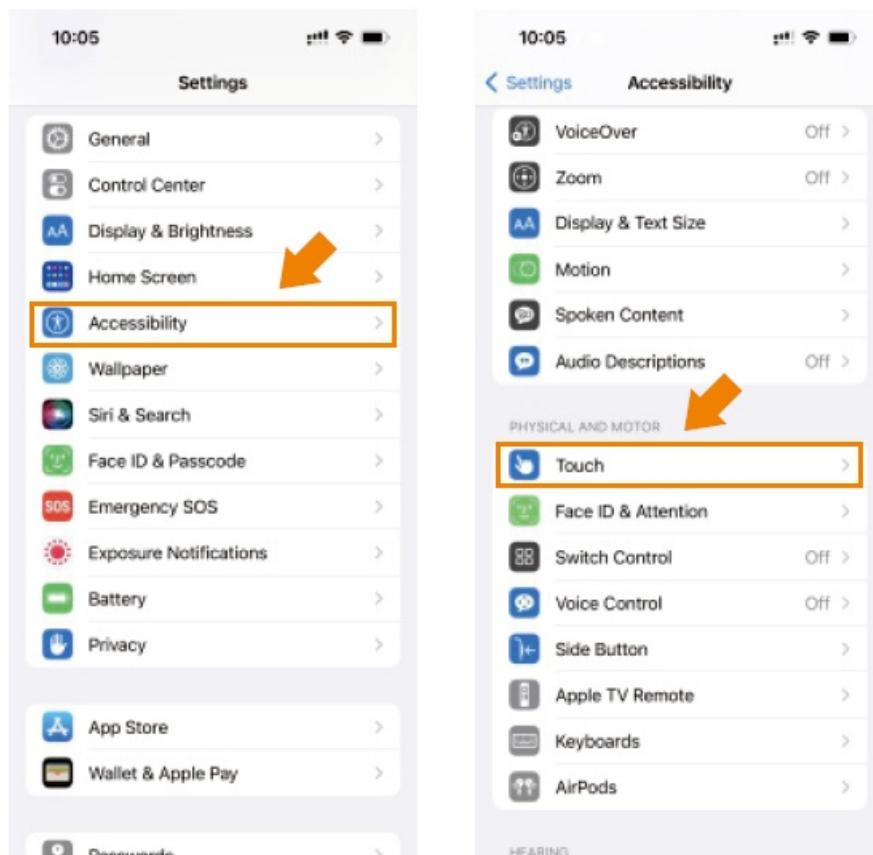 10:05
Settings
General
Control Center
AA Display & Brightness
Home Screen
Accessibility
Wallpaper
Siri & Search
Face ID & Passcode
SOS Emergency SOS
Exposure Notifications
Battery
Privacy
App Store
Wallet & Apple Pay
Passwords
10:05
Settings Accessibility
VoiceOver Off
Zoom Off
AA Display & Text Size
Motion
Spoken Content
Audio Descriptions Off
PHYSICAL AND MOTOR
Touch
Face ID & Attention
Switch Control Off
Voice Control Off
Side Button
Apple TV Remote
Keyboards
AirPods
HEARING